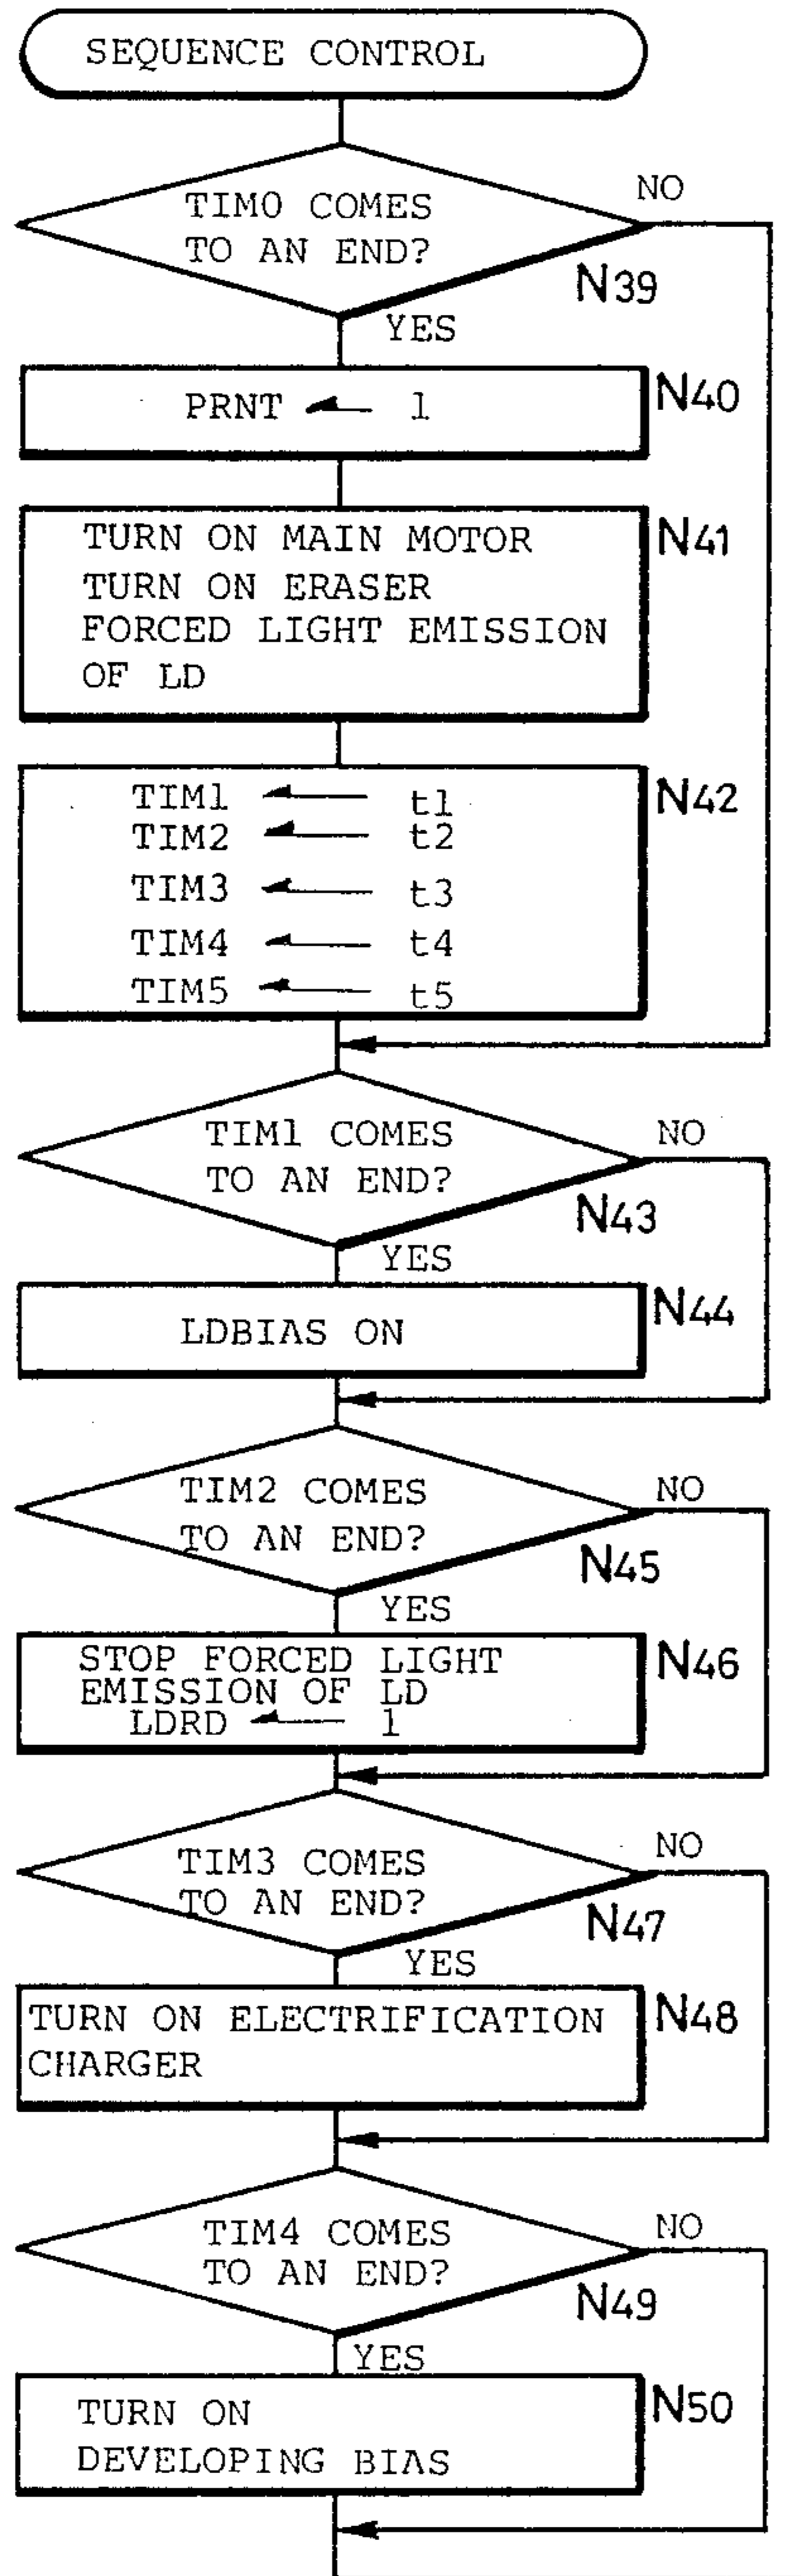 SEQUENCE CONTROL
TIM0 COMES
TO AN END?
NO
N39
YES
PRNT ← 1
N40
TURN ON MAIN MOTOR
TURN ON ERASER
FORCED LIGHT EMISSION
OF LD
N41
TIM1 ← t1
TIM2 ← t2
TIM3 ← t3
TIM4 ← t4
TIM5 ← t5
N42
TIM1 COMES
TO AN END?
NO
N43
YES
LDBIAS ON
N44
TIM2 COMES
TO AN END?
NO
N45
YES
STOP FORCED LIGHT
EMISSION OF LD
LDRD ← 1
N46
TIM3 COMES
TO AN END?
NO
N47
YES
TURN ON ELECTRIFICATION
CHARGER
N48
TIM4 COMES
TO AN END?
NO
N49
YES
TURN ON
DEVELOPING BIAS
N50